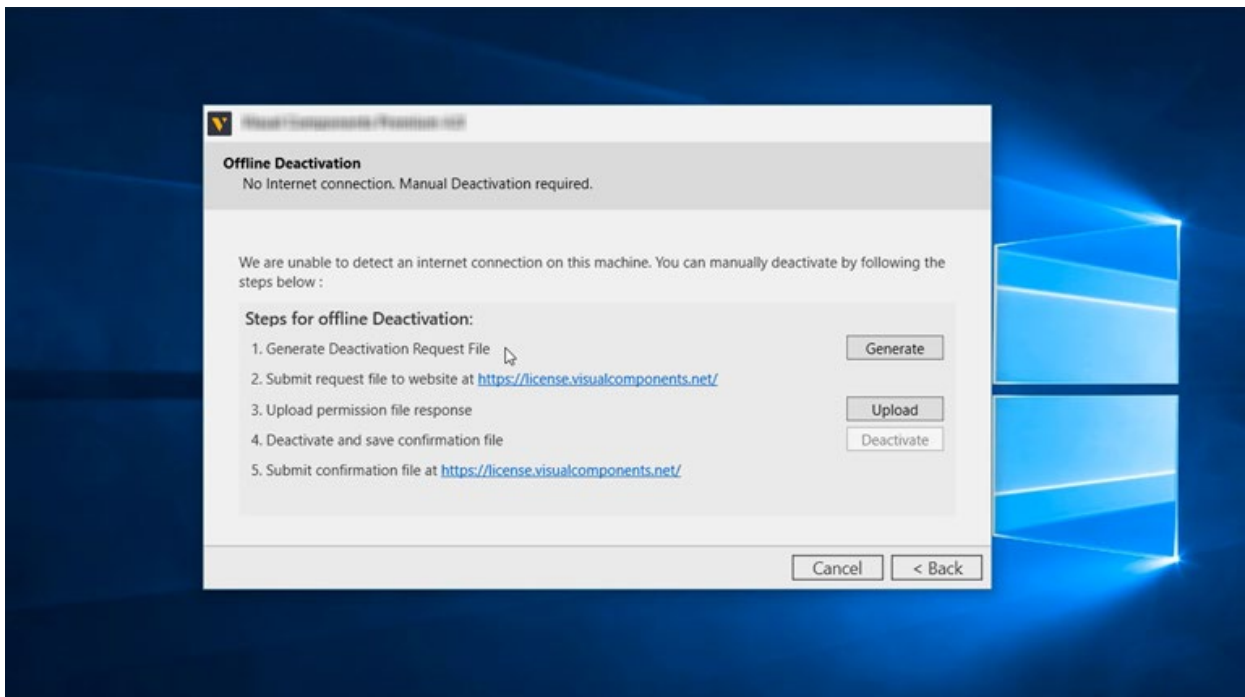 Offline Deactivation
No Internet connection. Manual Deactivation required.
We are unable to detect an internet connection on this machine. You can manually deactivate by following the
steps below :
Steps for offline Deactivation:
1. Generate Deactivation Request File
Generate
2. Submit request file to website at https://license.visualcomponents.net/
3. Upload permission file response
Upload
4. Deactivate and save confirmation file
Deactivate
5. Submit confirmation file at https://license.visualcomponents.net/
Cancel
< Back